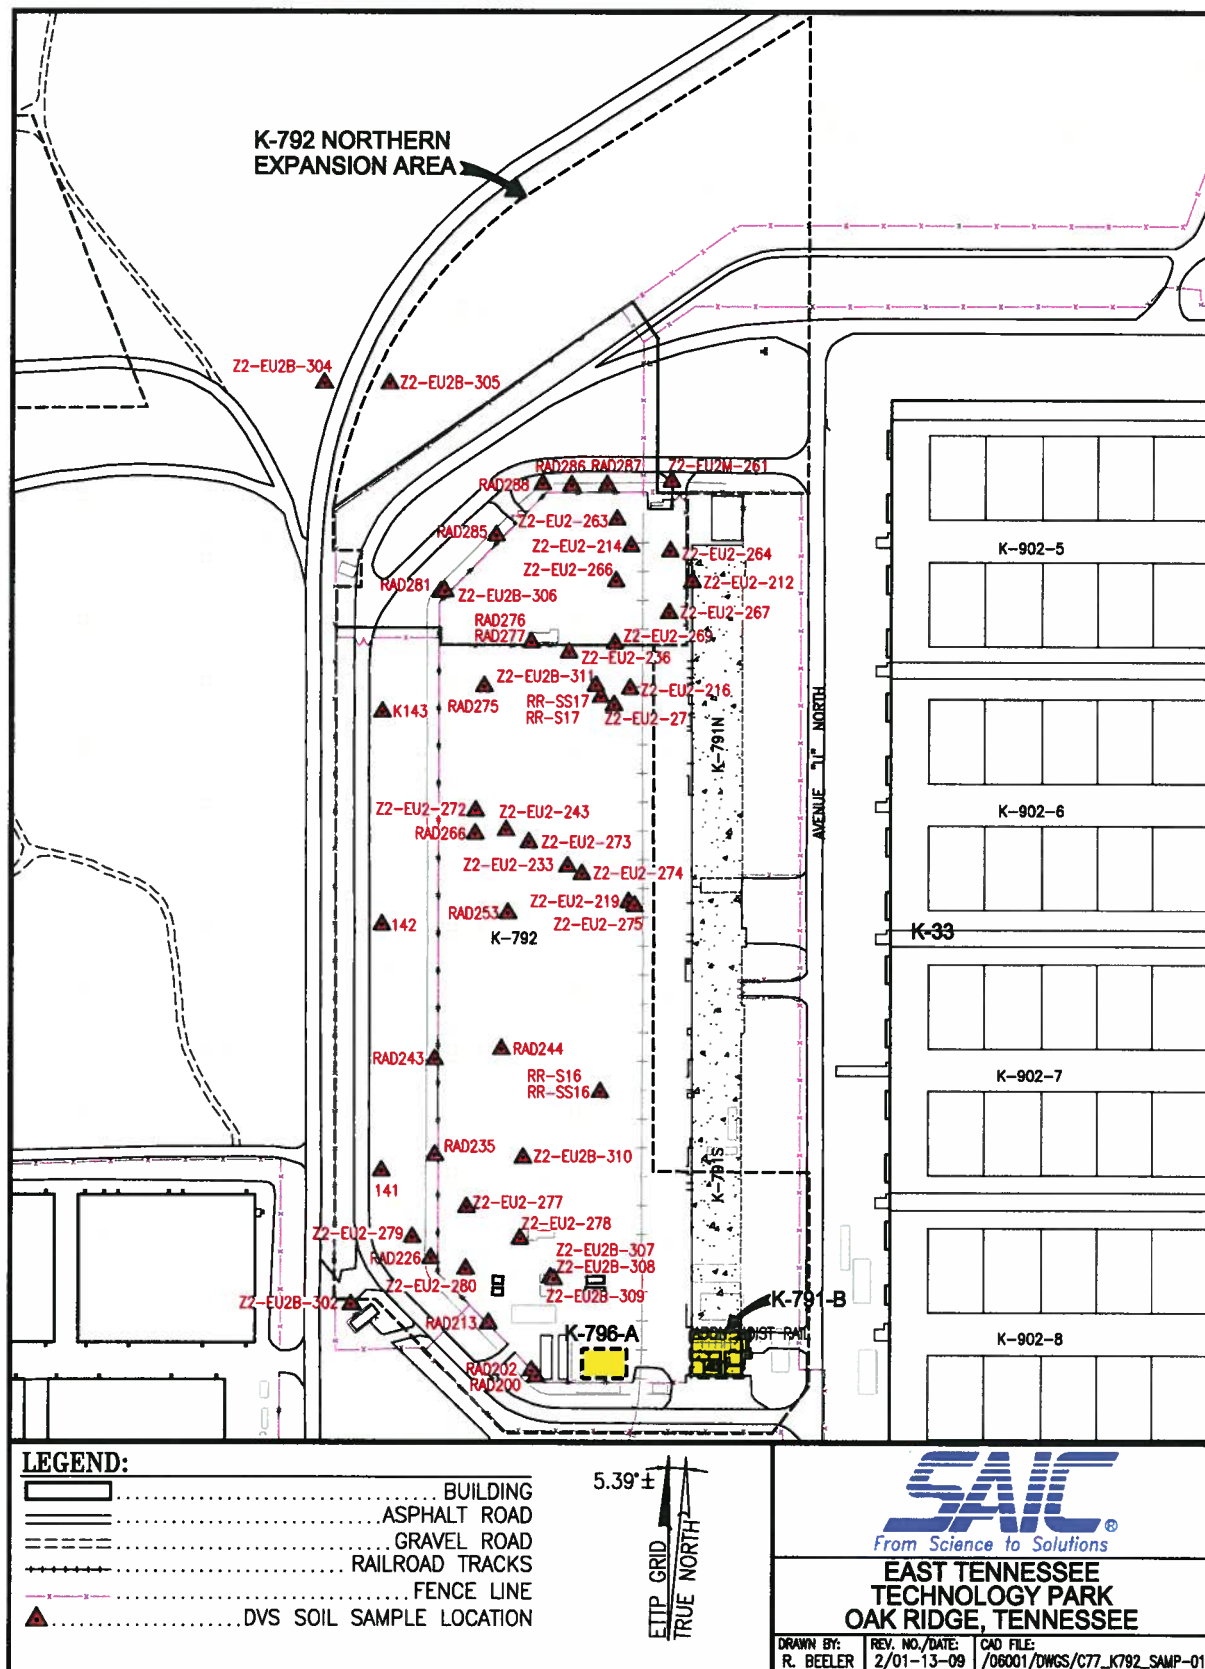 K-792 NORTHERN
EXPANSION AREA
Z2-EU2B-304
Z2-EU2B-305
RAD286
RAD287
Z2-EU2M-261
RAD288
Z2-EU2-263
RAD285
Z2-EU2-214
Z2-EU2-264
K-902-5
Z2-EU2-266
RAD281
Z2-EU2-212
Z2-EU2B-306
Z2-EU2-267
RAD276
RAD277
Z2-EU2-269
Z2-EU2-236
Z2-EU2B-311
Z2-EU2-216
RAD275
RR-SS17
RR-S17
Z2-EU2-27
K143
K-791N
AVENUE "U" NORTH
Z2-EU2-272
Z2-EU2-243
K-902-6
RAD266
Z2-EU2-273
Z2-EU2-233
Z2-EU2-274
Z2-EU2-219
RAD253
Z2-EU2-275
142
K-792
K-33
RAD244
RAD243
RR-S16
RR-SS16
K-902-7
RAD235
Z2-EU2B-310
K-791S
141
Z2-EU2-277
Z2-EU2-278
Z2-EU2-279
Z2-EU2B-307
RAD226
Z2-EU2B-308
Z2-EU2-280
Z2-EU2B-309
Z2-EU2B-302
K-791-B
RAD213
K-796-A
K-902-8
RAD202
RAD200
LEGEND:
BUILDING
ASPHALT ROAD
GRAVEL ROAD
RAILROAD TRACKS
FENCE LINE
DVS SOIL SAMPLE LOCATION
5.39°±
ETTP GRID
TRUE NORTH
SAIC®
From Science to Solutions
EAST TENNESSEE
TECHNOLOGY PARK
OAK RIDGE, TENNESSEE
DRAWN BY:
R. BEELER
REV. NO./DATE:
2/01-13-09
CAD FILE:
/06001/DWGS/C77_K792_SAMP-01